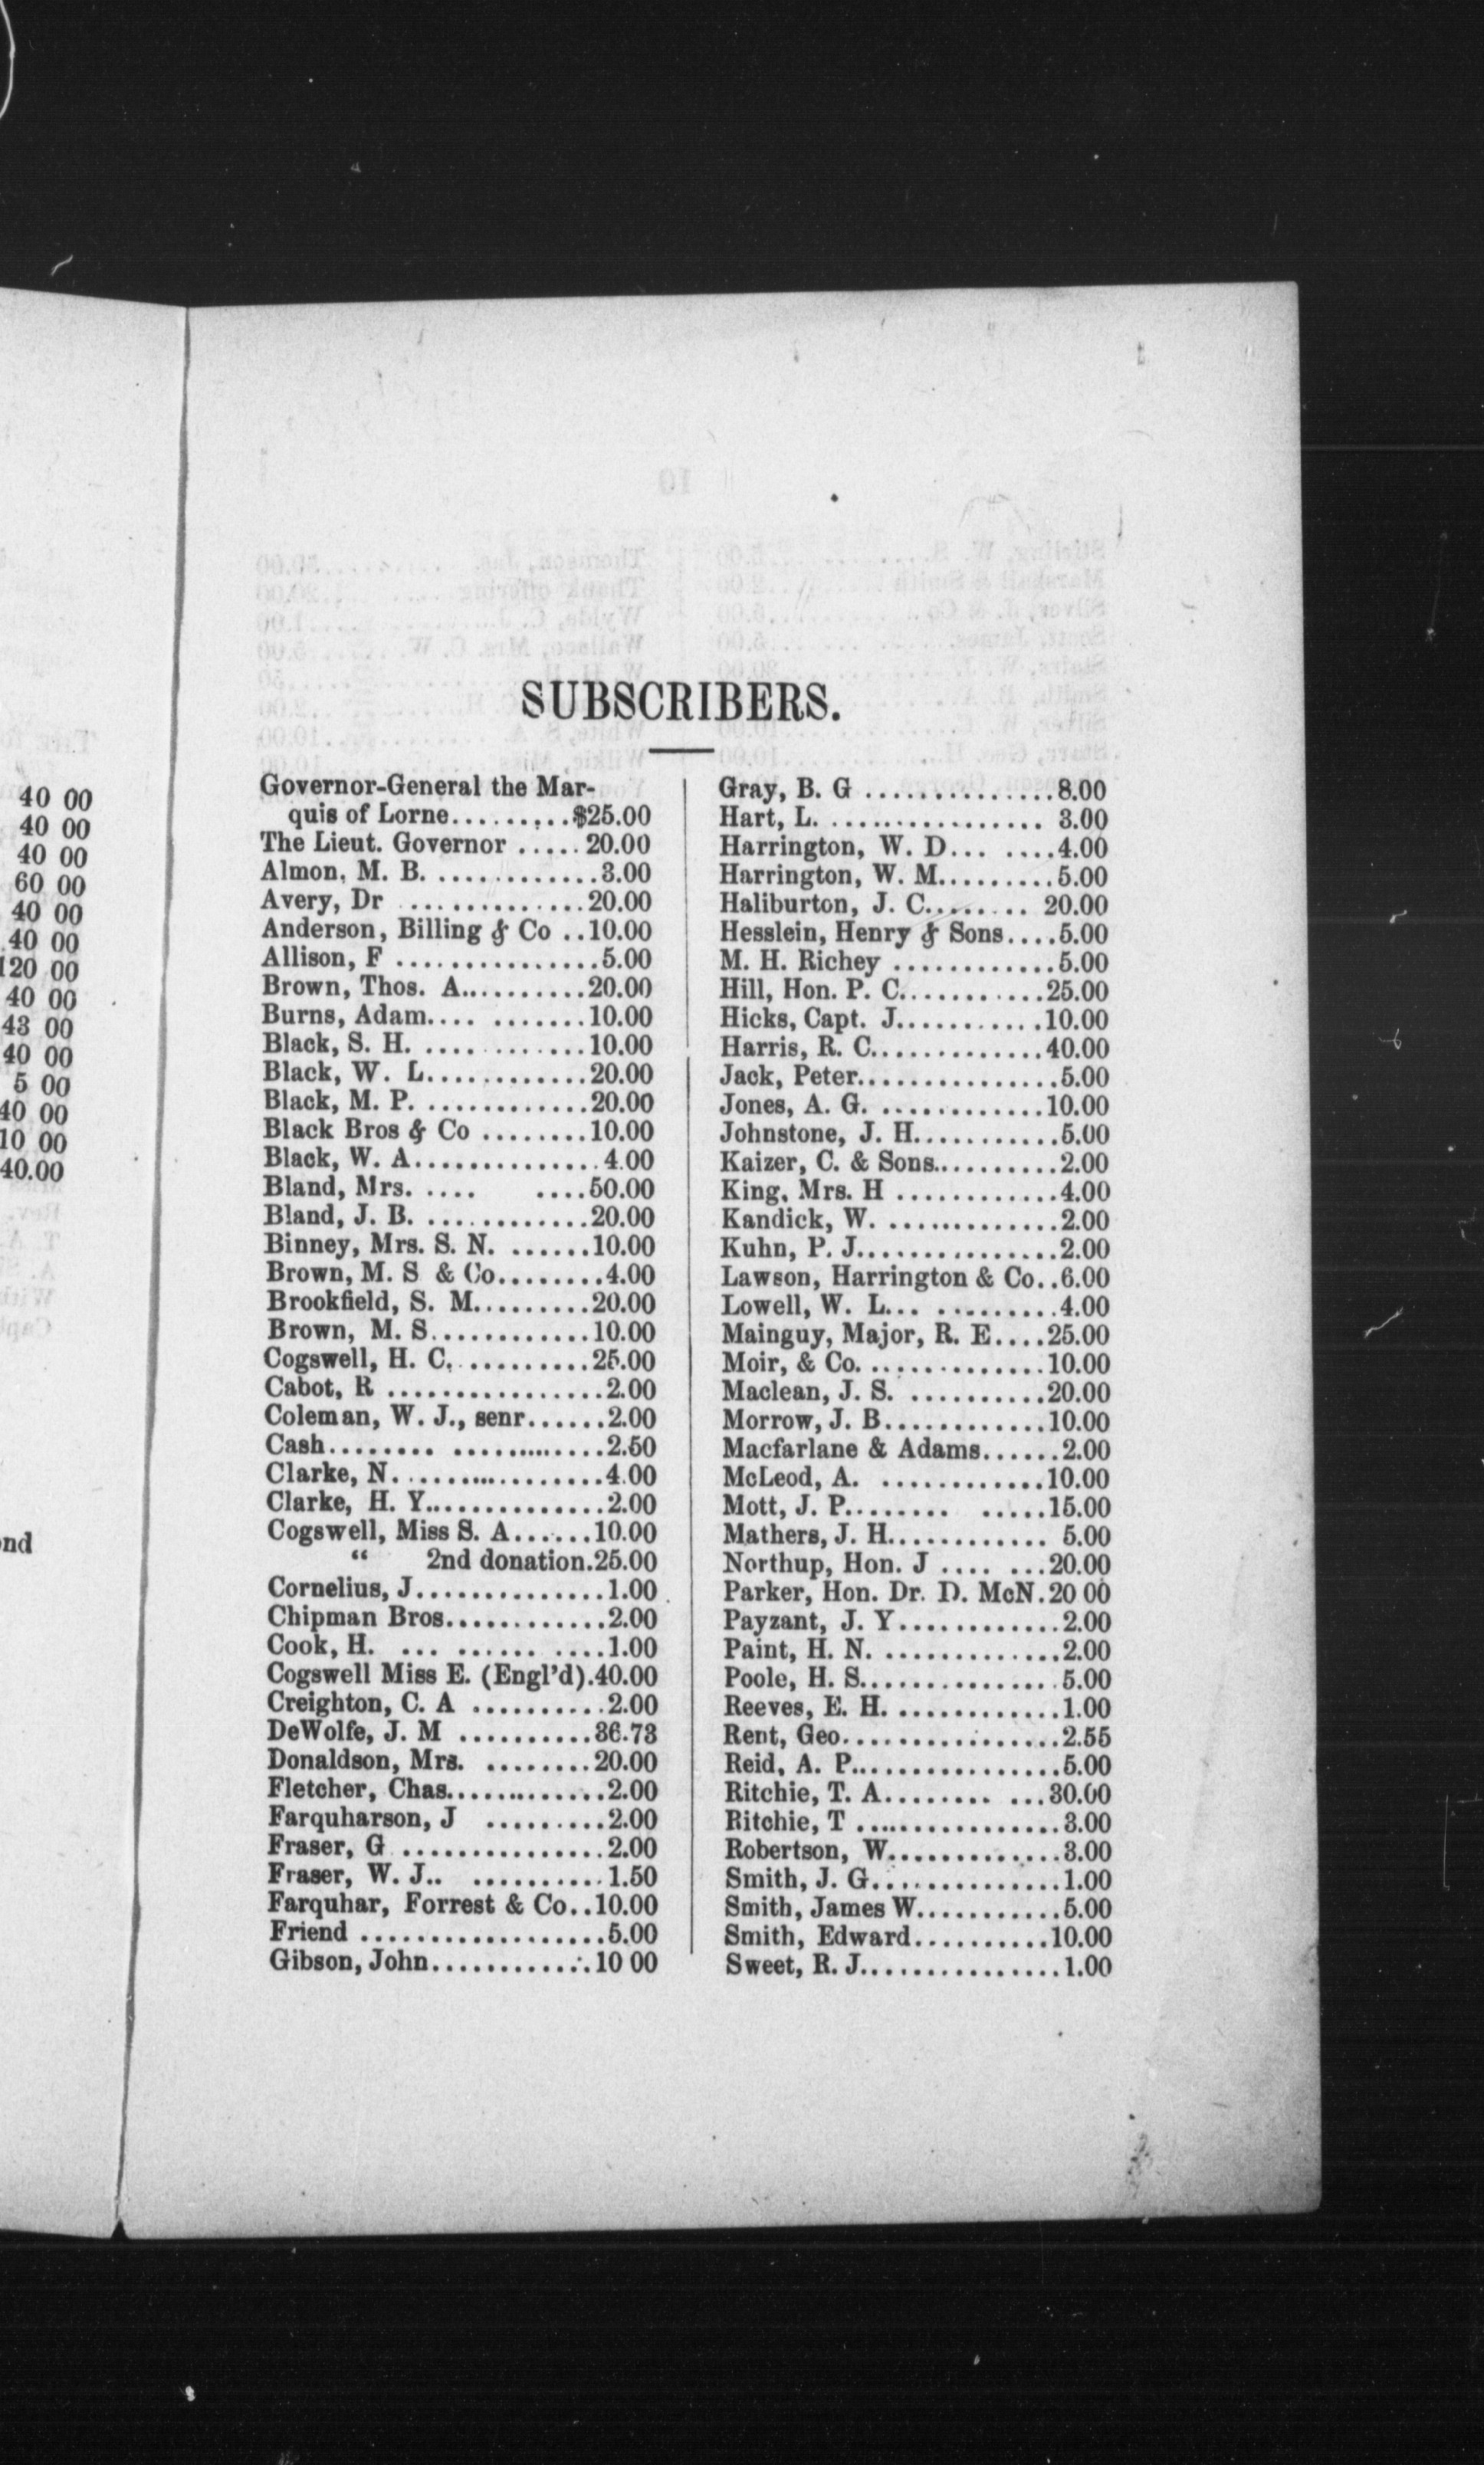 40 00
40 00
40 00
60 00
40 00
40 00
120 00
40 00
43 00
40 00
5 00
40 00
10 00
40.00
SUBSCRIBERS.
Governor-General the Mar-
quis of Lorne..........$25.00
The Lieut. Governor .....20.00
Almon, M. B. .............3.00
Avery, Dr ..............20.00
Anderson, Billing & Co ..10.00
Allison, F ................5.00
Brown, Thos. A..........20.00
Burns, Adam.... .......10.00
Black, S. H. .............10.00
Black, W. L.............20.00
Black, M. P. .............20.00
Black Bros & Co ........10.00
Black, W. A...............4.00
Bland, Mrs. .... ....50.00
Bland, J. B. .............20.00
Binney, Mrs. S. N. ......10.00
Brown, M. S & Co........4.00
Brookfield, S. M.........20.00
Brown, M. S.............10.00
Cogswell, H. C. ..........25.00
Cabot, R .................2.00
Coleman, W. J., senr......2.00
Cash........ ............2.50
Clarke, N.................4.00
Clarke, H. Y..............2.00
Cogswell, Miss S. A.......10.00
“ 2nd donation.25.00
Cornelius, J...............1.00
Chipman Bros............2.00
Cook, H. ... ...... ....1.00
Cogswell Miss E. (Engl’d).40.00
Creighton, C. A ..........2.00
DeWolfe, J. M ..........36.73
Donaldson, Mrs. ........20.00
Fletcher, Chas............2.00
Farquharson, J .........2.00
Fraser, G ................2.00
Fraser, W. J.. ..........1.50
Farquhar, Forrest & Co..10.00
Friend ...................5.00
Gibson, John.............10 00
Gray, B. G ...............8.00
Hart, L. ................. 3.00
Harrington, W. D... ....4.00
Harrington, W. M.........5.00
Haliburton, J. C........ 20.00
Hesslein, Henry & Sons....5.00
M. H. Richey .............5.00
Hill, Hon. P. C...........25.00
Hicks, Capt. J...........10.00
Harris, R. C.............40.00
Jack, Peter................5.00
Jones, A. G. .............10.00
Johnstone, J. H...........5.00
Kaizer, C. & Sons..........2.00
King, Mrs. H .............4.00
Kandick, W. ..............2.00
Kuhn, P. J................2.00
Lawson, Harrington & Co..6.00
Lowell, W. L... ..........4.00
Mainguy, Major, R. E....25.00
Moir, & Co. ..............10.00
Maclean, J. S. ...........20.00
Morrow, J. B.............10.00
Macfarlane & Adams......2.00
McLeod, A. .............10.00
Mott, J. P........ .....15.00
Mathers, J. H............ 5.00
Northup, Hon. J .... ...20.00
Parker, Hon. Dr. D. McN.20 00
Payzant, J. Y.............2.00
Paint, H. N. ..............2.00
Poole, H. S................5.00
Reeves, E. H. .............1.00
Rent, Geo.................2.55
Reid, A. P.................5.00
Ritchie, T. A........ ...30.00
Ritchie, T .................3.00
Robertson, W.............3.00
Smith, J. G...............1.00
Smith, James W...........5.00
Smith, Edward..........10.00
Sweet, R. J................1.00